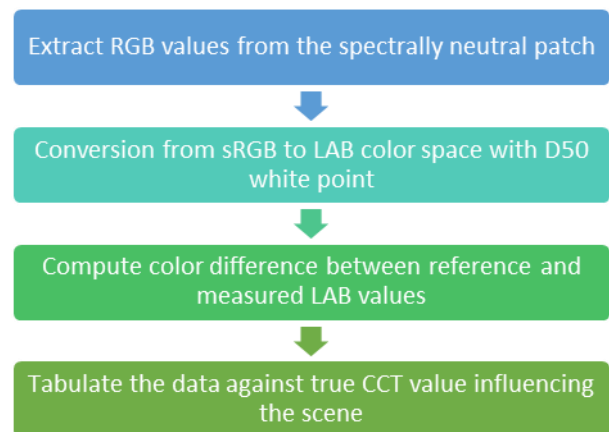 Extract RGB values from the spectrally neutral patch
Conversion from sRGB to LAB color space with D50
white point
Compute color difference between reference and
measured LAB values
Tabulate the data against true CCT value influencing
the scene